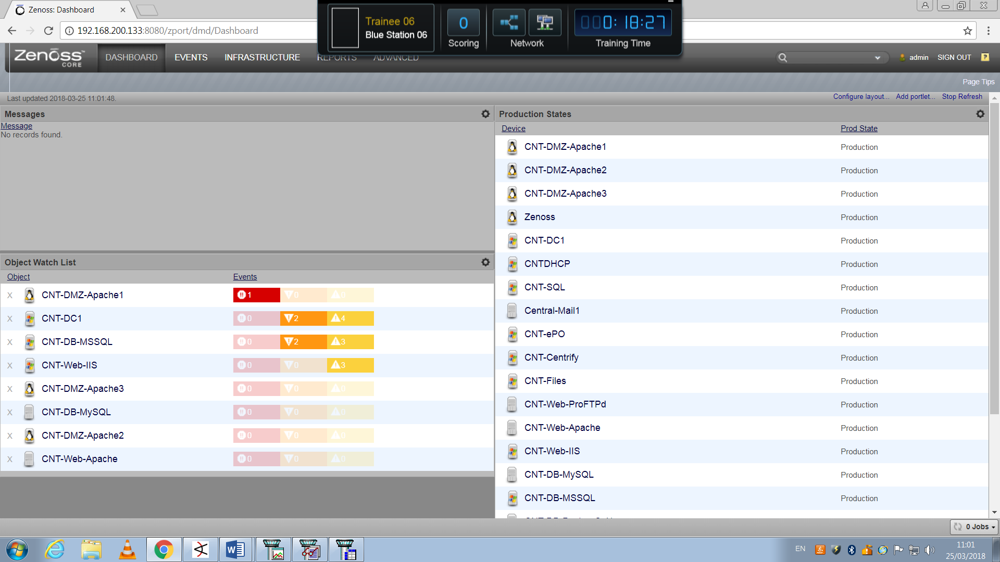 Zenoss: Dashboard
192.168.200.133:8080/zport/dmd/Dashboard
Trainee 06
Blue Station 06
0
Scoring
Network
000:18:27
Training Time
Zenoss
CORE
DASHBOARD
EVENTS
INFRASTRUCTURE
REPORTS
ADVANCED
admin
SIGN OUT
Page Tips
Last updated 2018-03-25 11:01:48.
Configure layout...
Add portlet...
Stop Refresh
Messages
Message
No records found.
Object Watch List
Object Events
CNT-DMZ-Apache1 1 0 0
CNT-DC1 0 2 4
CNT-DB-MSSQL 0 2 3
CNT-Web-IIS 0 0 3
CNT-DMZ-Apache3 0 0 0
CNT-DB-MySQL 0 0 0
CNT-DMZ-Apache2 0 0 0
CNT-Web-Apache 0 0 0
Production States
Device Prod State
CNT-DMZ-Apache1 Production
CNT-DMZ-Apache2 Production
CNT-DMZ-Apache3 Production
Zenoss Production
CNT-DC1 Production
CNTDHCP Production
CNT-SQL Production
Central-Mail1 Production
CNT-ePO Production
CNT-Centrify Production
CNT-Files Production
CNT-Web-ProFTPd Production
CNT-Web-Apache Production
CNT-Web-IIS Production
CNT-DB-MySQL Production
CNT-DB-MSSQL Production
0 Jobs
EN
11:01
25/03/2018